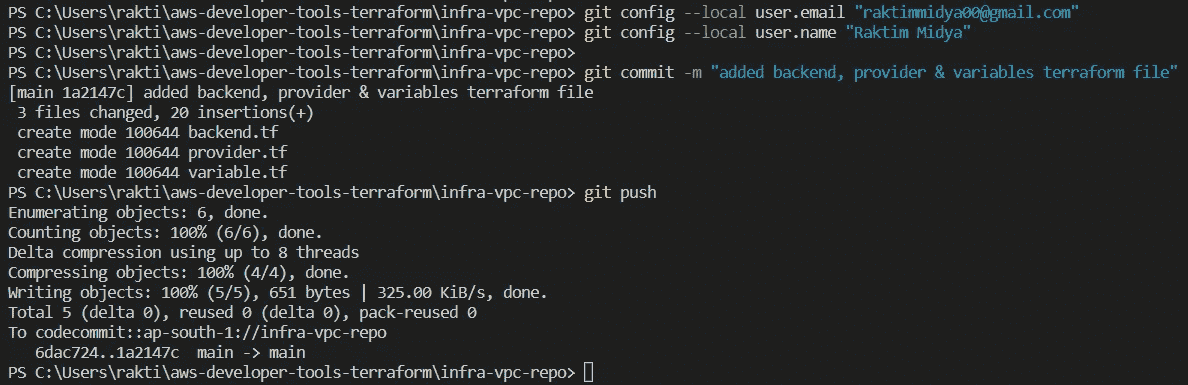 PS C:\Users\rakti\aws-developer-tools-terraform\infra-vpc-repo> git config --local user.email "raktimmidya00@gmail.com"
PS C:\Users\rakti\aws-developer-tools-terraform\infra-vpc-repo> git config --local user.name "Raktim Midya"
PS C:\Users\rakti\aws-developer-tools-terraform\infra-vpc-repo>
PS C:\Users\rakti\aws-developer-tools-terraform\infra-vpc-repo> git commit -m "added backend, provider & variables terraform file"
[main 1a2147c] added backend, provider & variables terraform file
 3 files changed, 20 insertions(+)
 create mode 100644 backend.tf
 create mode 100644 provider.tf
 create mode 100644 variable.tf
PS C:\Users\rakti\aws-developer-tools-terraform\infra-vpc-repo> git push
Enumerating objects: 6, done.
Counting objects: 100% (6/6), done.
Delta compression using up to 8 threads
Compressing objects: 100% (4/4), done.
Writing objects: 100% (5/5), 651 bytes | 325.00 KiB/s, done.
Total 5 (delta 0), reused 0 (delta 0), pack-reused 0
To codecommit::ap-south-1://infra-vpc-repo
   6dac724..1a2147c  main -> main
PS C:\Users\rakti\aws-developer-tools-terraform\infra-vpc-repo>